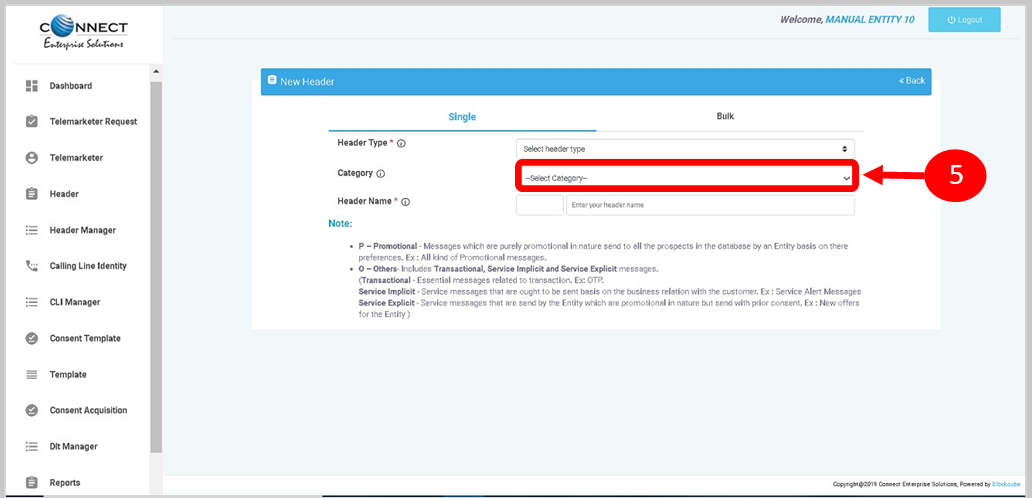 CONNECT
Enterprise Solutions
Welcome, MANUAL ENTITY 10
Logout
Dashboard
Telemarketer Request
Telemarketer
Header
Header Manager
Calling Line Identity
CLI Manager
Consent Template
Template
Consent Acquisition
Dlt Manager
Reports
New Header
« Back
Single
Bulk
Header Type *
Select header type
Category
--Select Category--
5
Header Name *
Enter your header name
Note:
• P – Promotional - Messages which are purely promotional in nature send to all the prospects in the database by an Entity basis on there
preferences. Ex : All kind of Promotional messages.
• O – Others- Includes Transactional, Service Implicit and Service Explicit messages.
(Transactional - Essential messages related to transaction. Ex: OTP.
Service Implicit - Service messages that are ought to be sent basis on the business relation with the customer. Ex : Service Alert Messages
Service Explicit - Service messages that are send by the Entity which are promotional in nature but send with prior consent. Ex : New offers
for the Entity )
Copyright@2019 Connect Enterprise Solutions, Powered by Blockcube